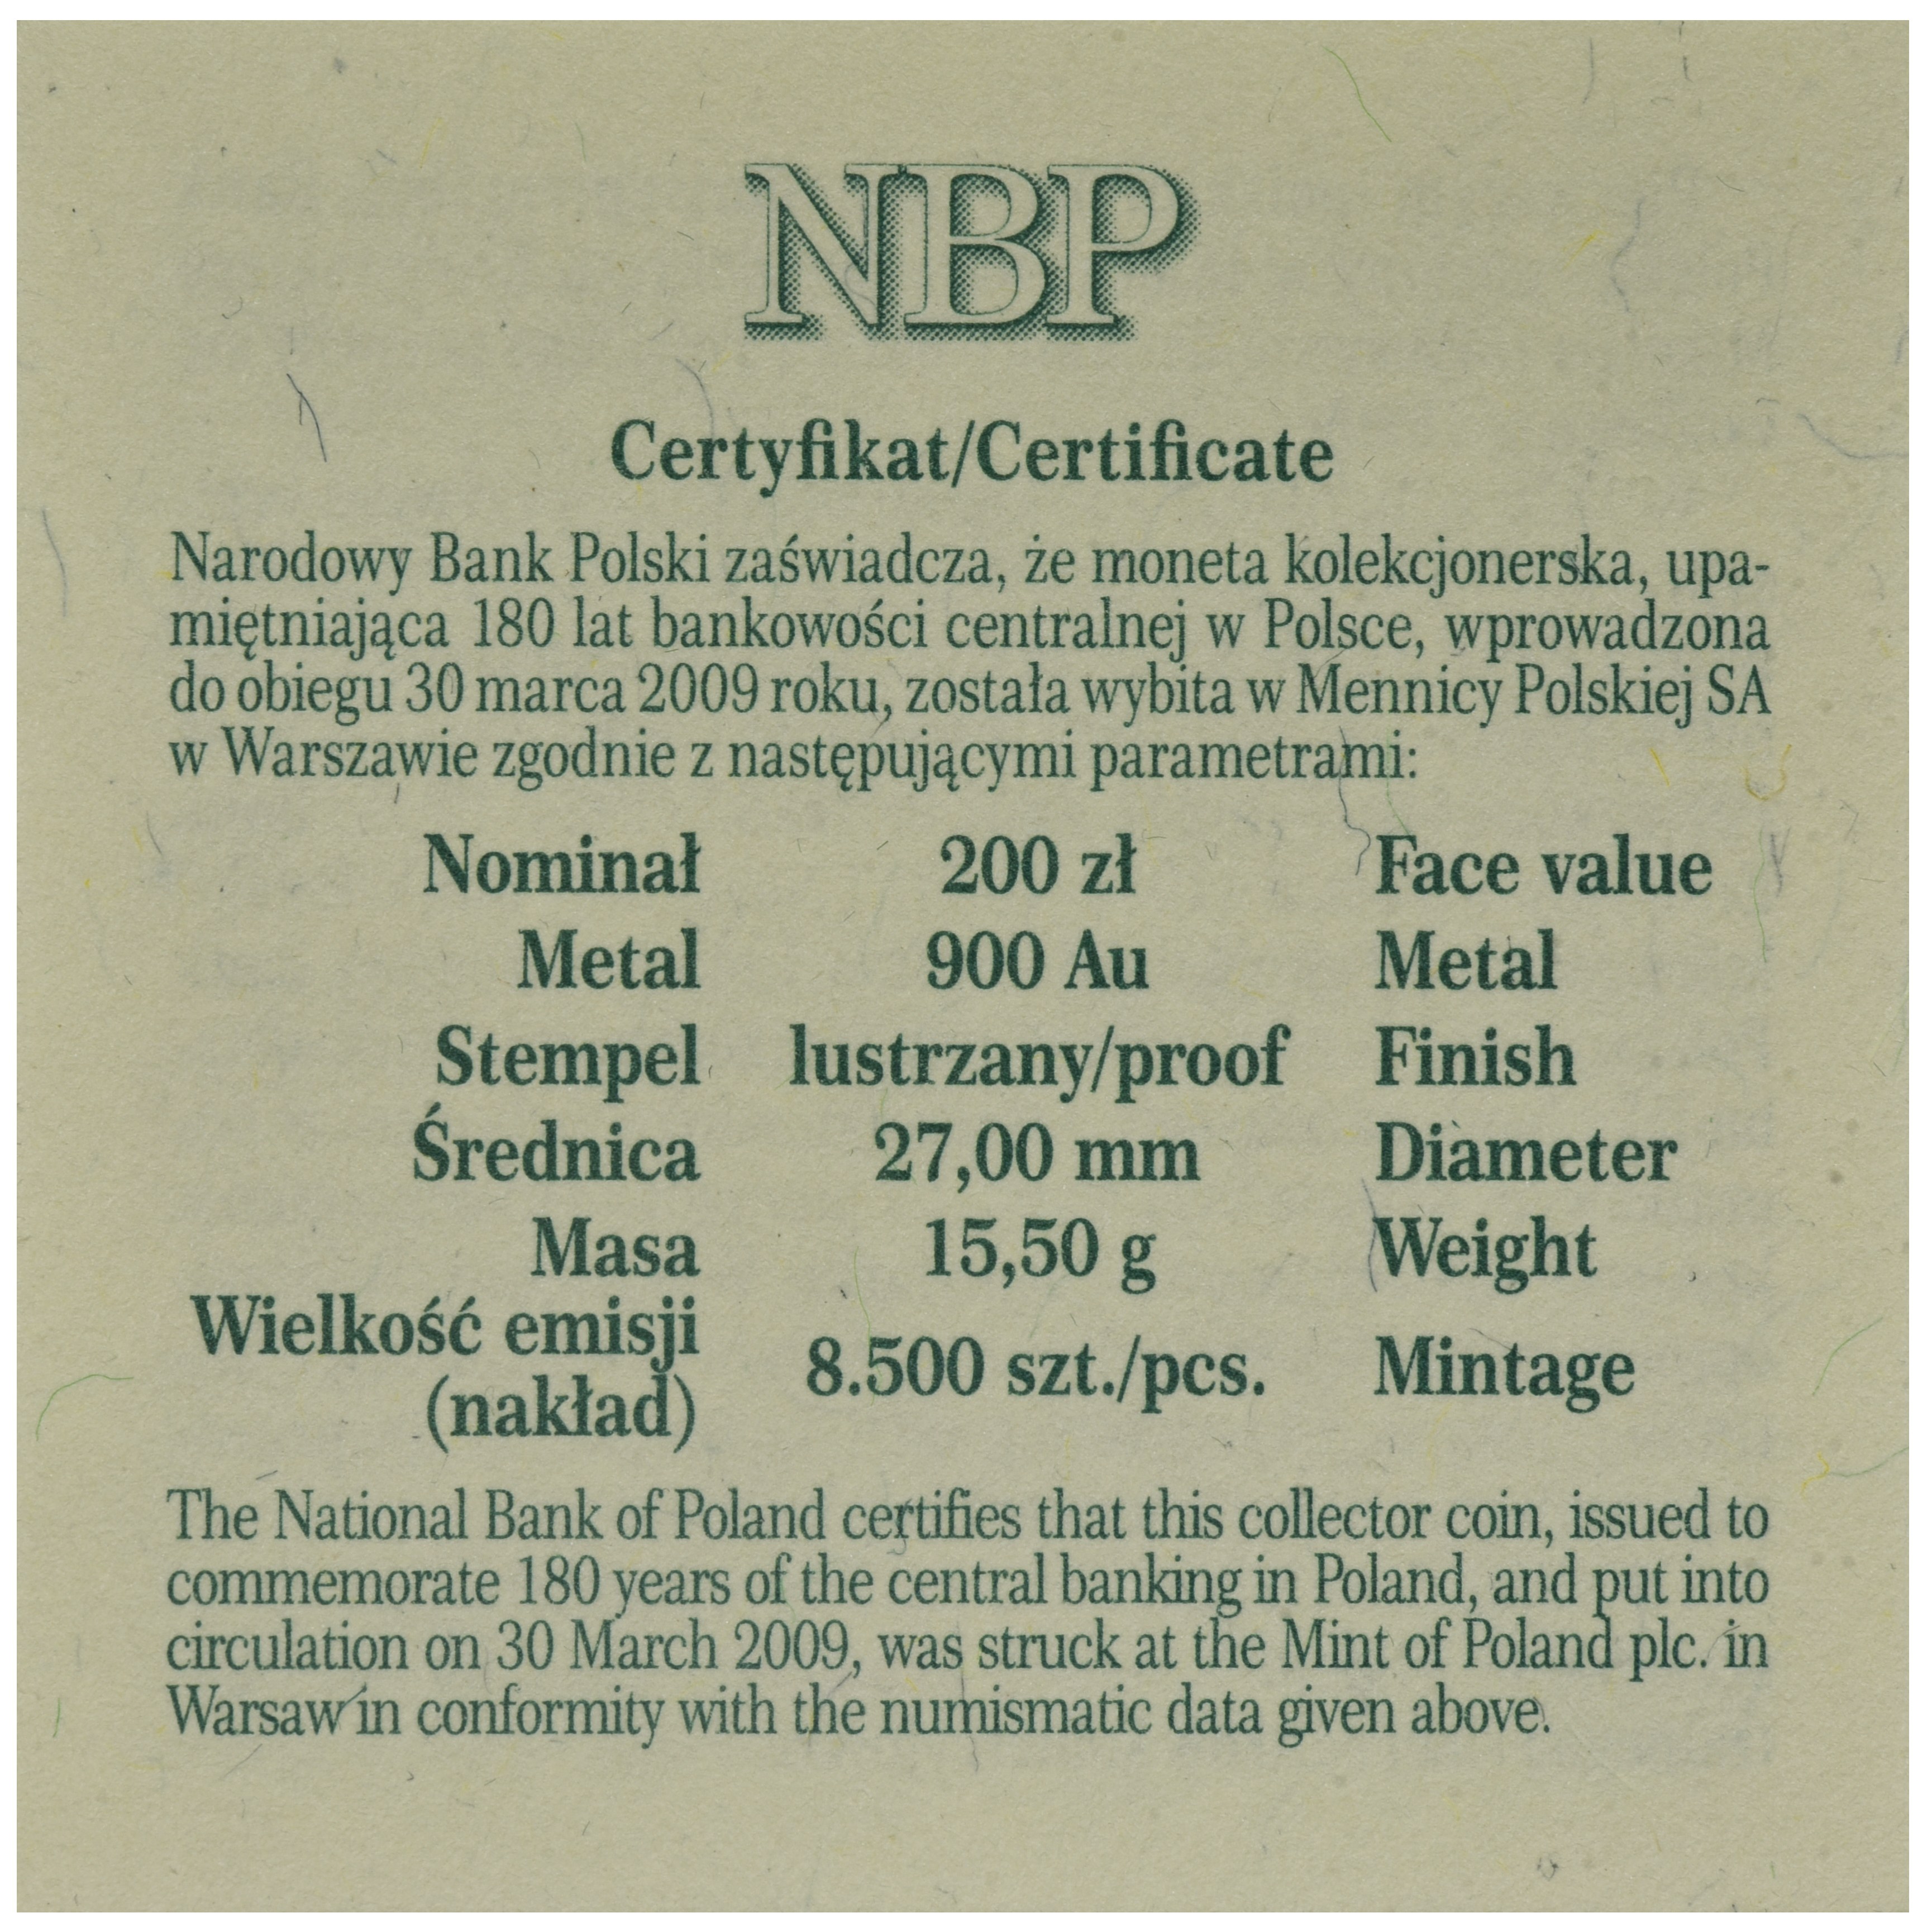 NBP
Certyfikat/Certificate
Narodowy Bank Polski zaświadcza, że moneta kolekcjonerska, upa-
miętniająca 180 lat bankowości centralnej w Polsce, wprowadzona
do obiegu 30 marca 2009 roku, została wybita w Mennicy Polskiej SA
w Warszawie zgodnie z następującymi parametrami:
Nominał 200 zł Face value
Metal 900 Au Metal
Stempel lustrzany/proof Finish
Średnica 27,00 mm Diameter
Masa 15,50 g Weight
Wielkość emisji
(nakład) 8.500 szt./pcs. Mintage
The National Bank of Poland certifies that this collector coin, issued to
commemorate 180 years of the central banking in Poland, and put into
circulation on 30 March 2009, was struck at the Mint of Poland plc. in
Warsaw in conformity with the numismatic data given above.